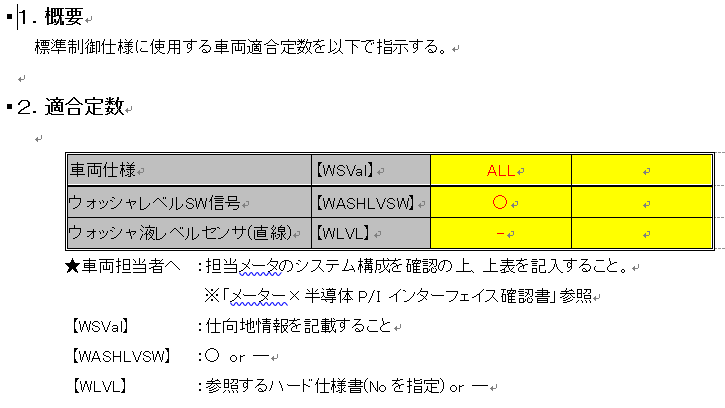 1．概要
標準制御仕様に使用する車両適合定数を以下で指示する。
2．適合定数
車両仕様 【WSVal】 ALL
ウォッシャレベルSW信号 【WASHLVSW】 ○
ウォッシャ液レベルセンサ(直線) 【WLVL】 -
★車両担当者へ ：担当メータのシステム構成を確認の上、上表を記入すること。
※「メーター×半導体P/I インターフェイス確認書」参照
【WSVal】 ：仕向地情報を記載すること
【WASHLVSW】 ：○ or ―
【WLVL】 ：参照するハード仕様書(Noを指定) or ―